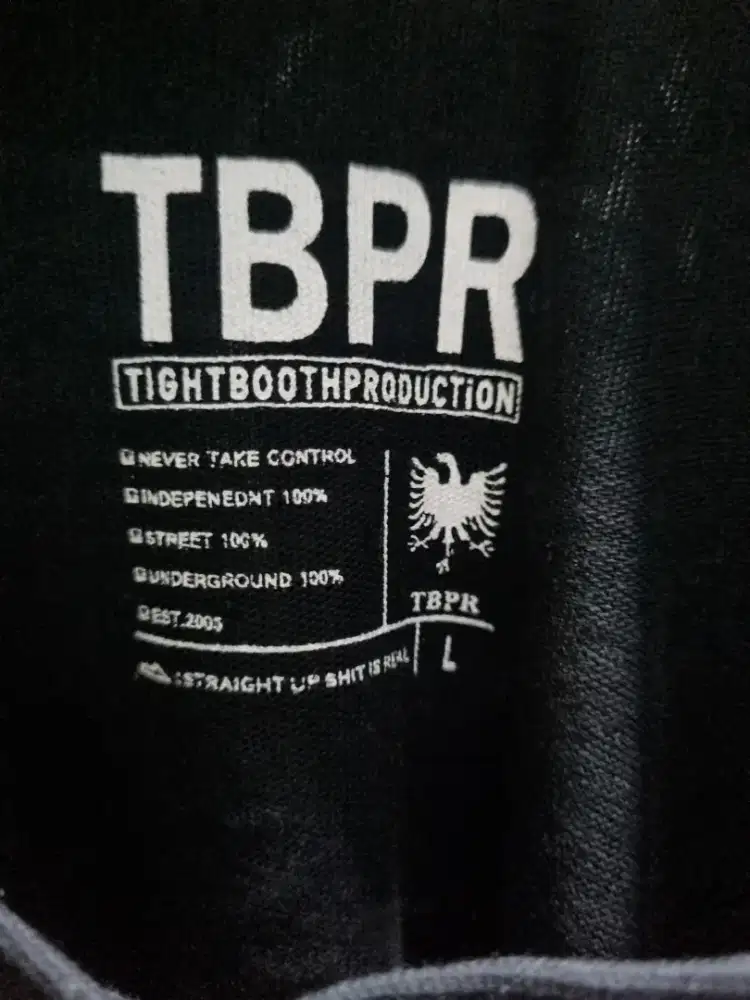 TBPR
TIGHTBOOTHPRODUCTiON
NEVER TAKE CONTROL
INDEPENEDNT 100%
STREET 100%
UNDERGROUND 100%
EST.2005
TBPR
STRAIGHT UP SHIT IS REAL
L